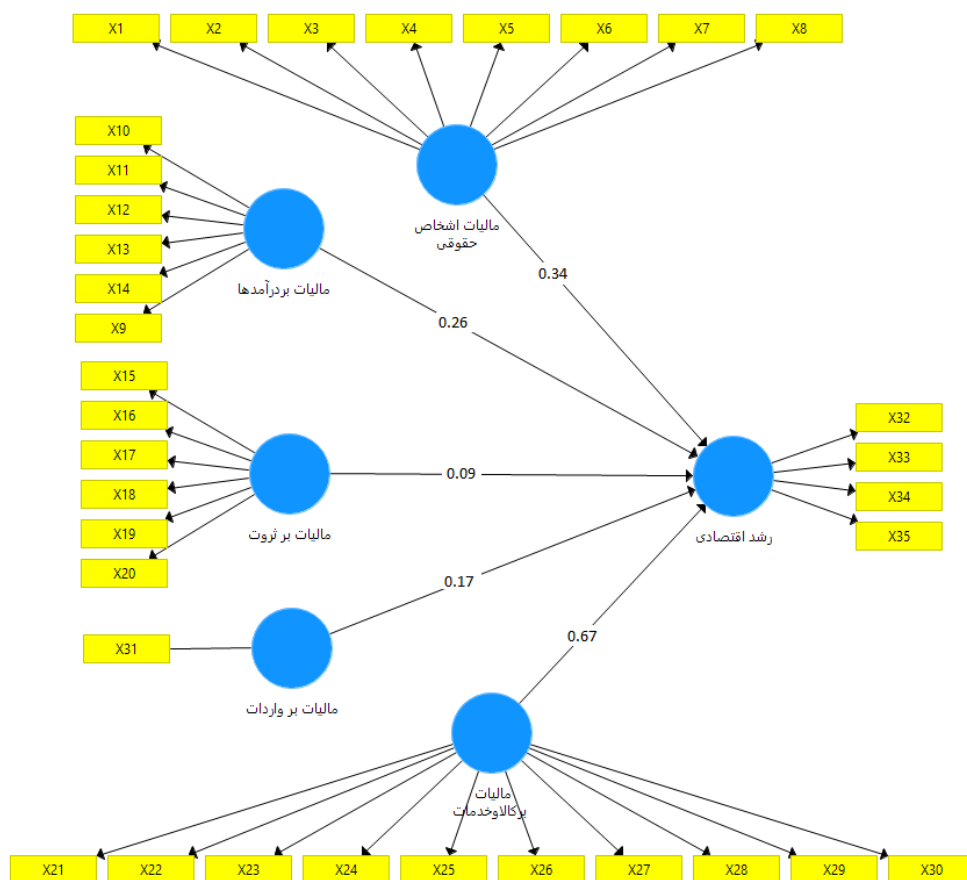 X1 X2 X3 X4 X5 X6 X7 X8
X10
X11
X12
X13
X14
X9
مالیات بردرآمدها
مالیات اشخاص
حقوقی
0.34
0.26
X15
X16
X17
X18
X19
X20
مالیات بر ثروت
0.09
X32
X33
X34
X35
رشد اقتصادی
0.17
X31
مالیات بر واردات
0.67
مالیات
برکالاوخدمات
X21 X22 X23 X24 X25 X26 X27 X28 X29 X30